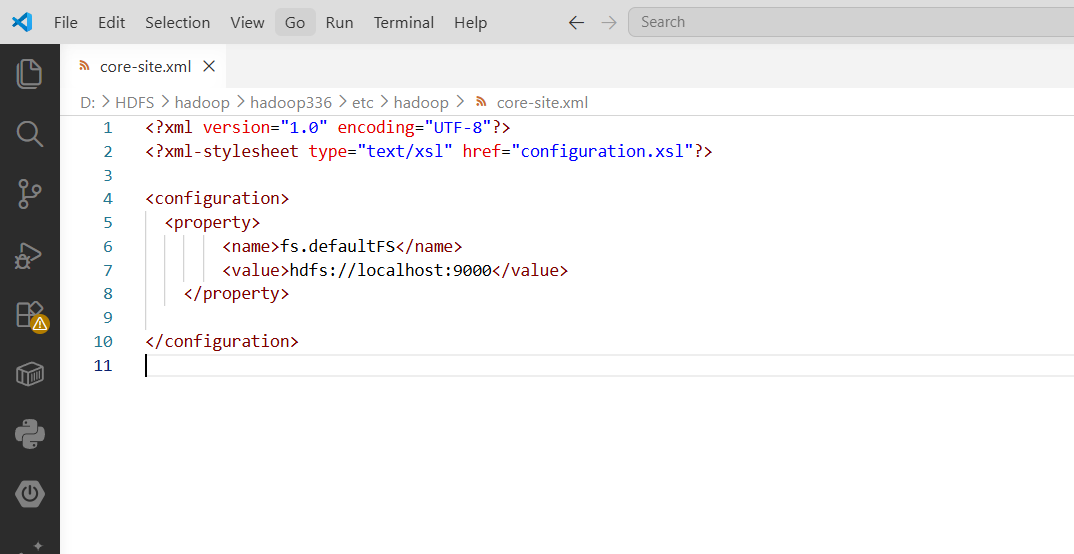 File Edit Selection View Go Run Terminal Help Search
core-site.xml
D: > HDFS > hadoop > hadoop336 > etc > hadoop > core-site.xml
1 <?xml version="1.0" encoding="UTF-8"?>
2 <?xml-stylesheet type="text/xsl" href="configuration.xsl"?>
3
4 <configuration>
5 <property>
6 <name>fs.defaultFS</name>
7 <value>hdfs://localhost:9000</value>
8 </property>
9
10 </configuration>
11